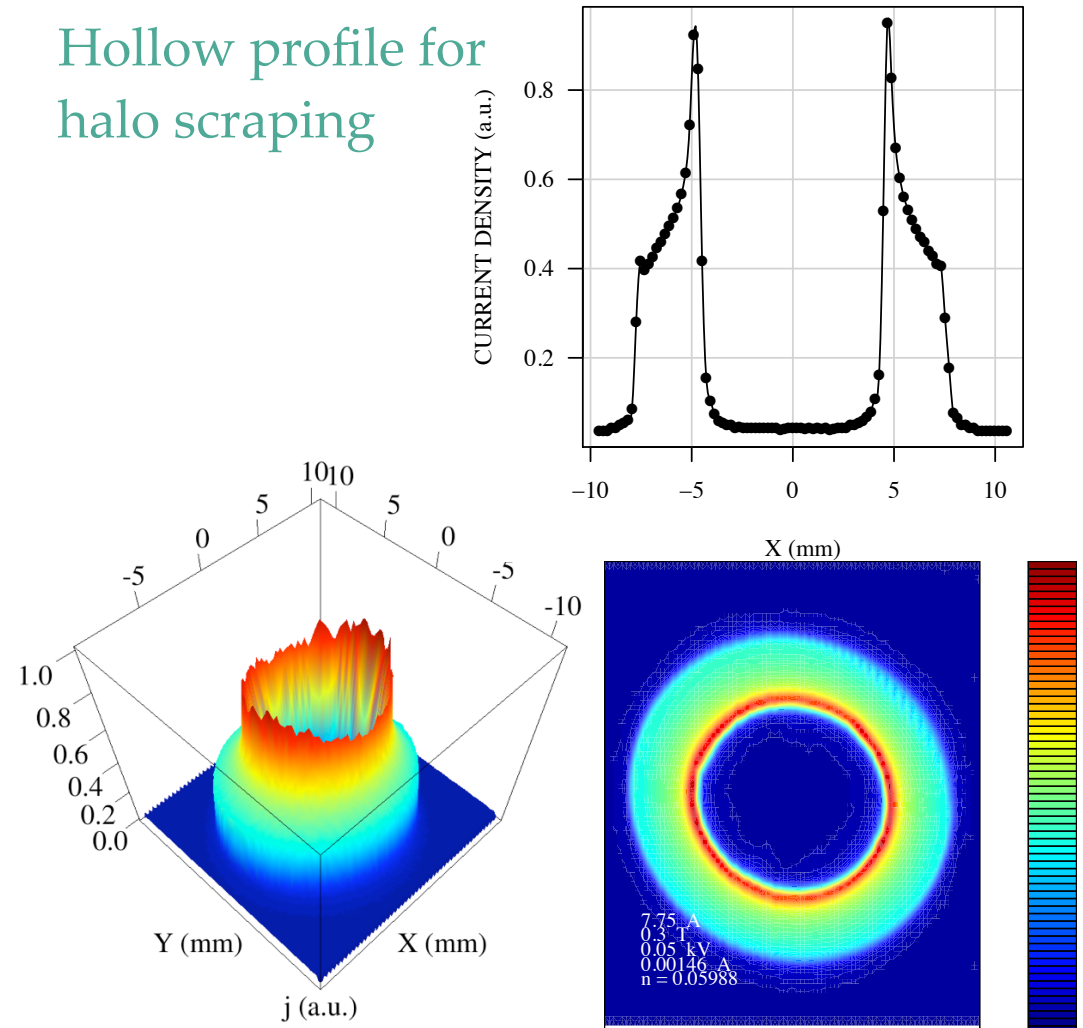 Hollow profile for
halo scraping
CURRENT DENSITY (a.u.)
0.8
0.6
0.4
0.2
−10 −5 0 5 10
X (mm)
10 10
5 5
0 0
-5 -5
-10
1.0
0.8
0.6
0.4
0.2
0.0
Y (mm) X (mm)
j (a.u.)
7.75 A
0.3 T
0.05 kV
0.00146 A
n = 0.05988